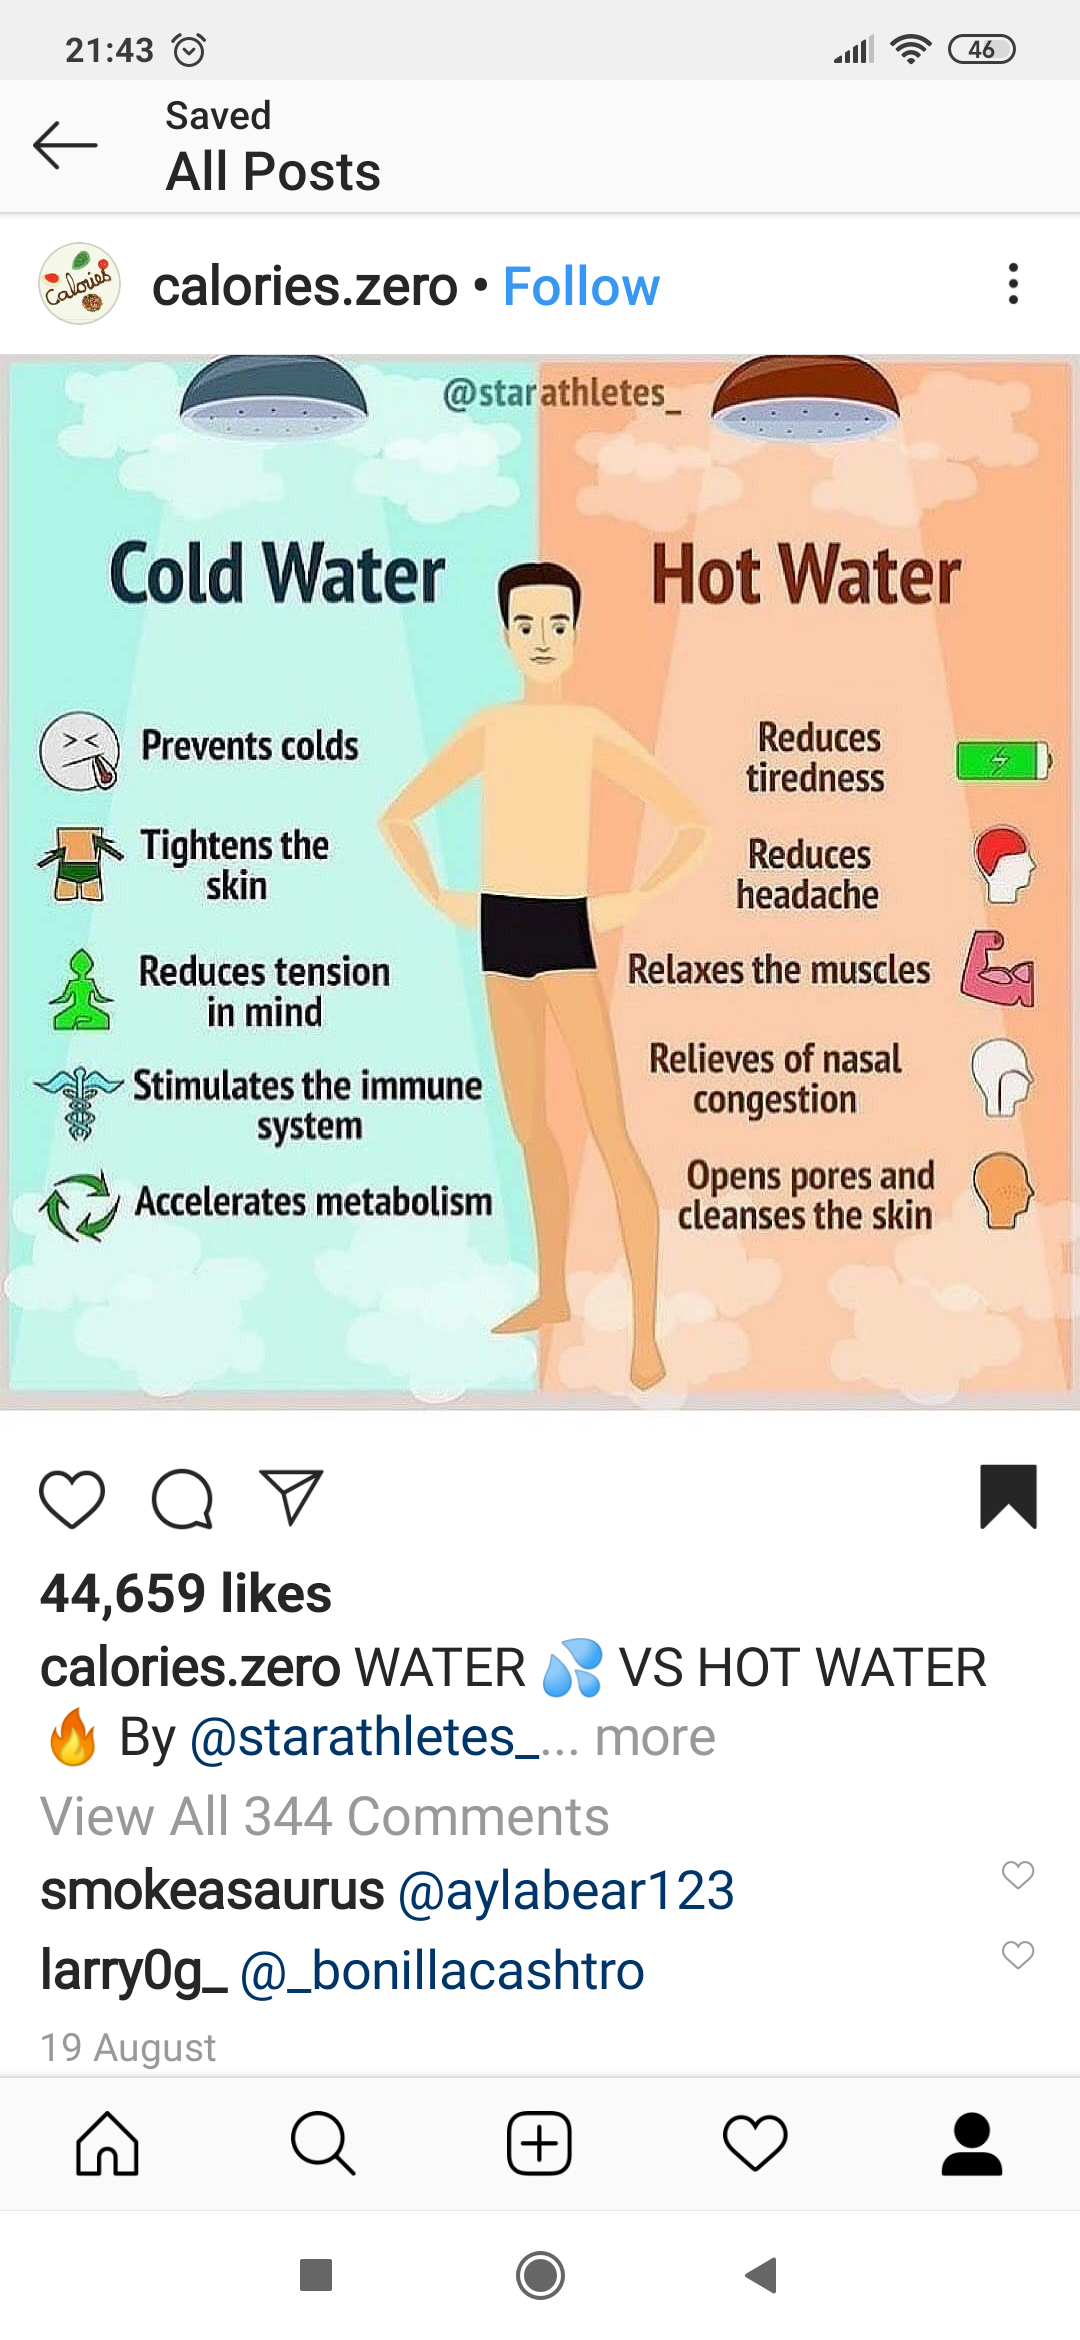 21:43
46
Saved
All Posts
Calories
calories.zero • Follow
@starathletes_
Cold Water
Hot Water
Prevents colds
Tightens the
skin
Reduces tension
in mind
Stimulates the immune
system
Accelerates metabolism
Reduces
tiredness
Reduces
headache
Relaxes the muscles
Relieves of nasal
congestion
Opens pores and
cleanses the skin
44,659 likes
calories.zero WATER 💦 VS HOT WATER
🔥 By @starathletes_... more
View All 344 Comments
smokeasaurus @aylabear123
larry0g_ @_bonillacashtro
19 August